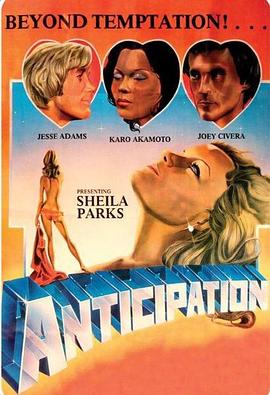 BEYOND TEMPTATION!...
JESSE ADAMS
KARO AKAMOTO
JOEY CIVERA
PRESENTING
SHEILA
PARKS
ANTICIPATION